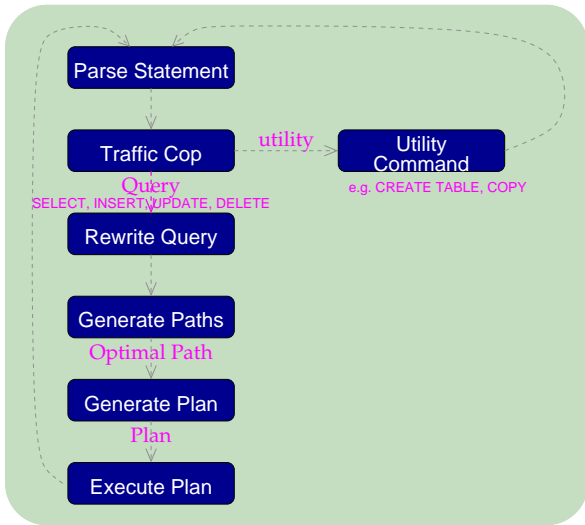 Parse Statement
Traffic Cop
utility
Utility
Command
Query
e.g. CREATE TABLE, COPY
SELECT, INSERT, UPDATE, DELETE
Rewrite Query
Generate Paths
Optimal Path
Generate Plan
Plan
Execute Plan